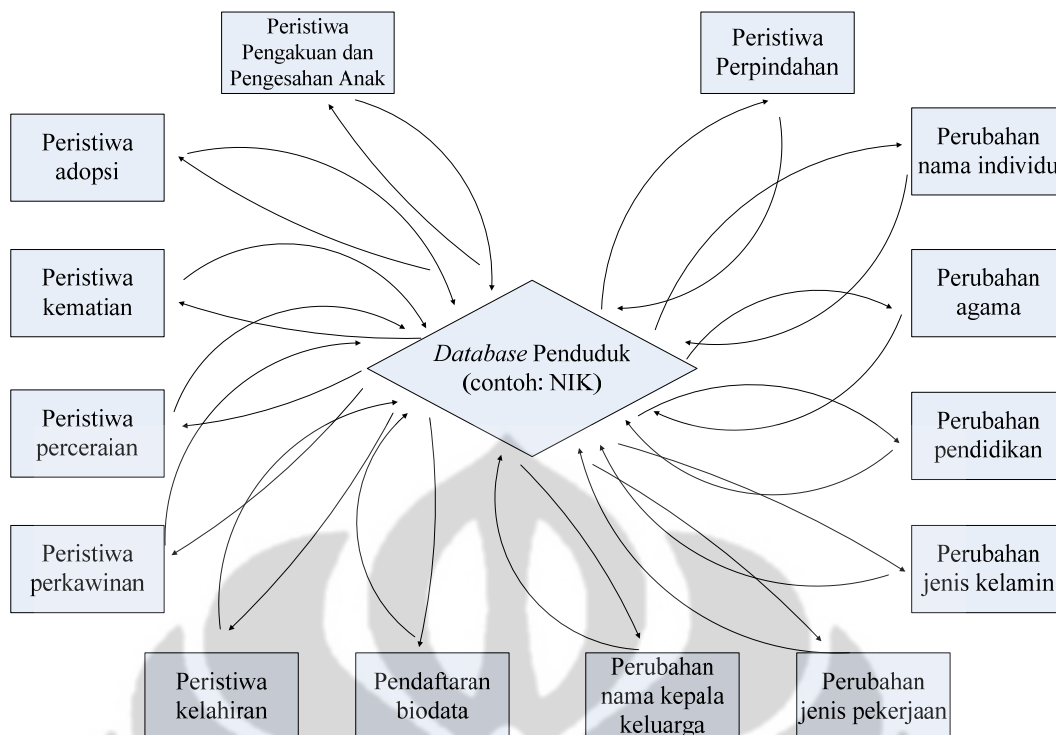 Peristiwa
Pengakuan dan
Pengesahan Anak
Peristiwa
Perpindahan
Peristiwa
adopsi
Perubahan
nama individu
Peristiwa
kematian
Perubahan
agama
Database Penduduk
(contoh: NIK)
Peristiwa
perceraian
Perubahan
pendidikan
Peristiwa
perkawinan
Perubahan
jenis kelamin
Peristiwa
kelahiran
Pendaftaran
biodata
Perubahan
nama kepala
keluarga
Perubahan
jenis pekerjaan